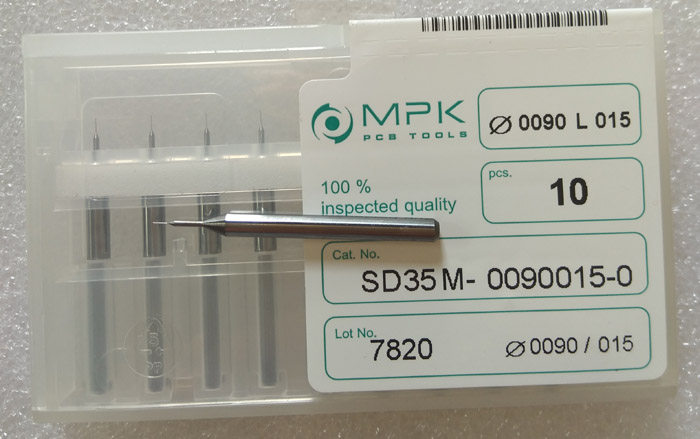 MPK
PCB TOOLS
Ø 0090 L 015
100 %
inspected quality
pcs.
10
Cat. No.
SD35M- 0090015-0
Lot No.
7820
Ø 0090 / 015